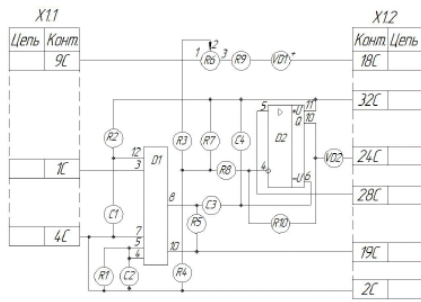 X1.1
X1.2
Цепь Конт.
Конт. Цепь
9С
1 2 3
R6
R9
VD1 +
18С
32С
R2
R3
R7
C4
5
+U
11
Q
10
D2
12
3
D1
1С
4
R8
-U
6
VD2
24С
28С
C1
8
C3
R5
R10
4С
7
5
4
10
19С
R1
C2
R4
2С